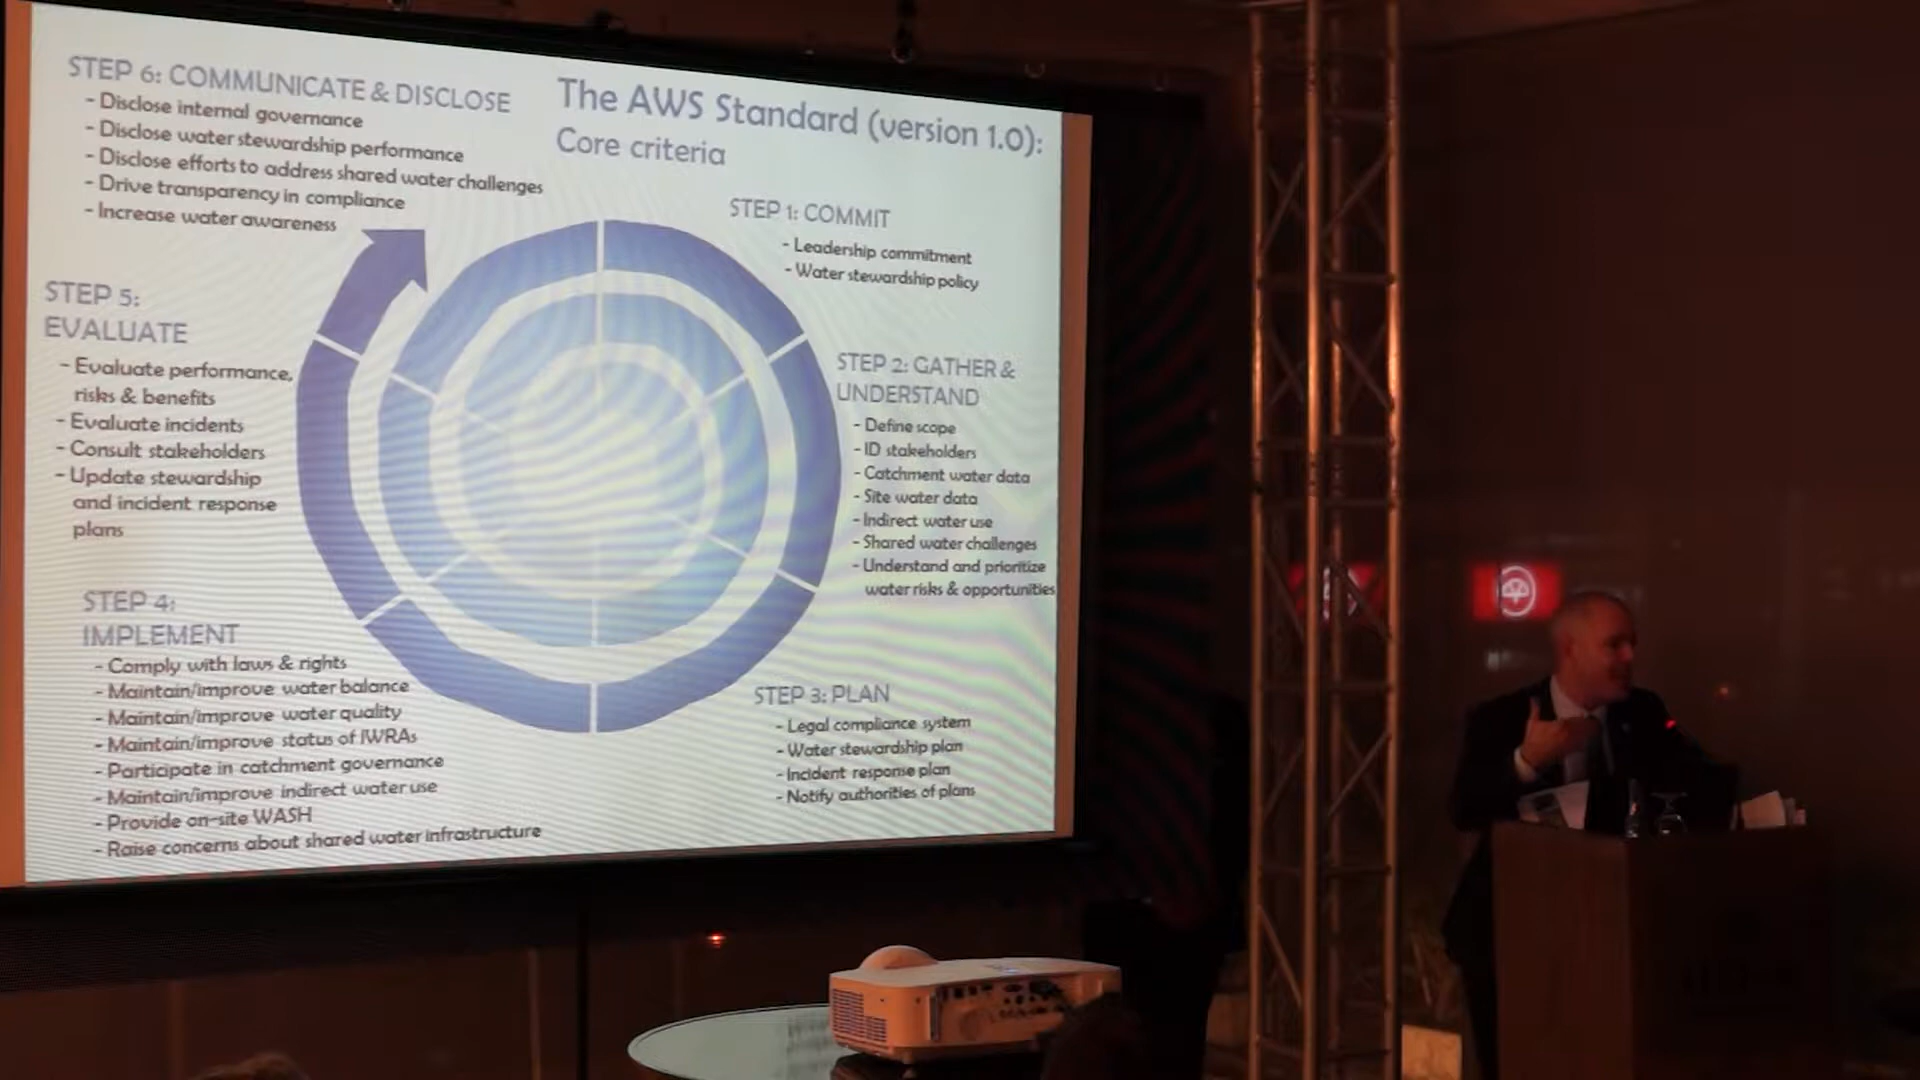 The AWS Standard (version 1.0):
Core criteria
STEP 1: COMMIT
- Leadership commitment
- Water stewardship policy
STEP 2: GATHER &
UNDERSTAND
- Define scope
- ID stakeholders
- Catchment water data
- Site water data
- Indirect water use
- Shared water challenges
- Understand and prioritize
water risks & opportunities
STEP 3: PLAN
- Legal compliance system
- Water stewardship plan
- Incident response plan
- Notify authorities of plans
STEP 4:
IMPLEMENT
- Comply with laws & rights
- Maintain/improve water balance
- Maintain/improve water quality
- Maintain/improve status of IWRAs
- Participate in catchment governance
- Maintain/improve indirect water use
- Provide on-site WASH
- Raise concerns about shared water infrastructure
STEP 5:
EVALUATE
- Evaluate performance,
risks & benefits
- Evaluate incidents
- Consult stakeholders
- Update stewardship
and incident response
plans
STEP 6: COMMUNICATE & DISCLOSE
- Disclose internal governance
- Disclose water stewardship performance
- Disclose efforts to address shared water challenges
- Drive transparency in compliance
- Increase water awareness